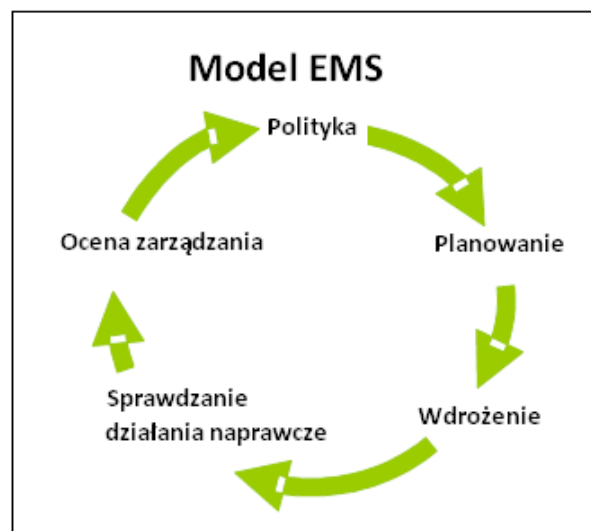 Model EMS
Polityka
Planowanie
Wdrożenie
Sprawdzanie
działania naprawcze
Ocena zarządzania